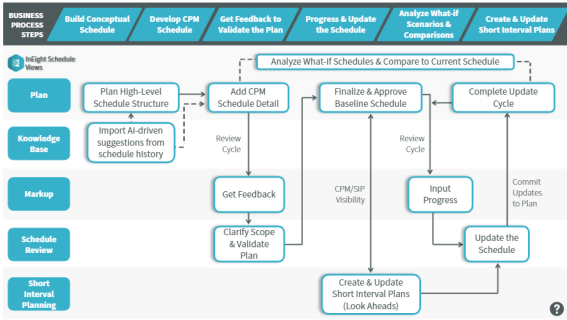 BUSINESS
PROCESS
STEPS
Build Conceptual
Schedule
Develop CPM
Schedule
Get Feedback to
Validate the Plan
Progress & Update
the Schedule
Analyze What-if
Scenarios &
Comparisons
Create & Update
Short Interval Plans
InEight Schedule
Views
Analyze What-If Schedules & Compare to Current Schedule
Plan
Plan High-Level
Schedule Structure
Add CPM
Schedule Detail
Finalize & Approve
Baseline Schedule
Complete Update
Cycle
Knowledge
Base
Import AI-driven
suggestions from
schedule history
Review
Cycle
Review
Cycle
Markup
Get Feedback
CPM/SIP
Visibility
Input
Progress
Commit
Updates
to Plan
Schedule
Review
Clarify Scope
& Validate
Plan
Update the
Schedule
Short
Interval
Planning
Create & Update
Short Interval Plans
(Look Aheads)
?